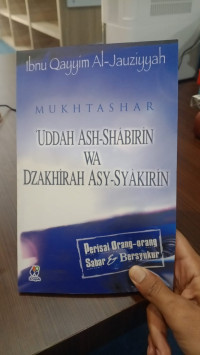 Ibnu Qayyim Al-Jauziyyah
MUKHTASHAR
'UDDAH ASH-SHABIRIN
WA
DZAKHIRAH ASY-SYAKIRIN
Perisai Orang-orang
Sabar & Bersyukur